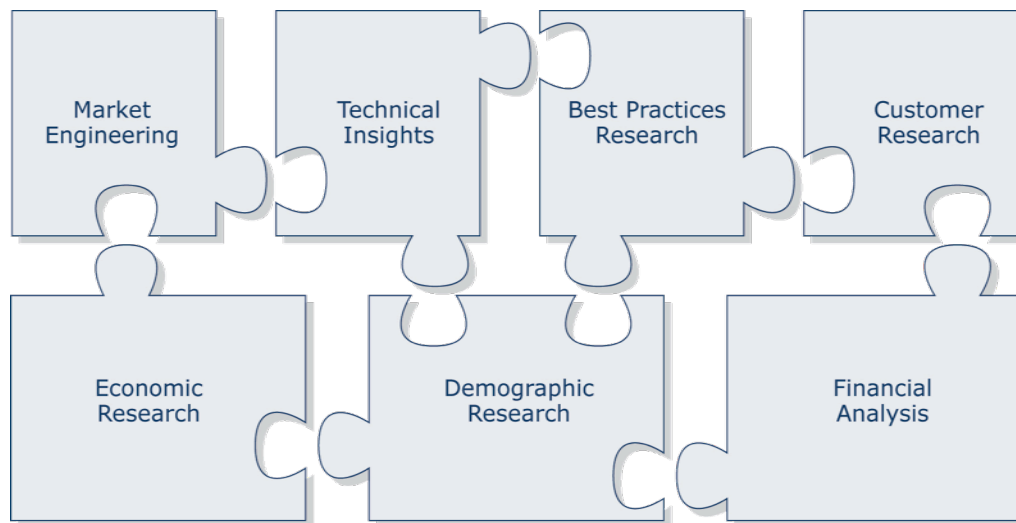 Market
Engineering
Technical
Insights
Best Practices
Research
Customer
Research
Economic
Research
Demographic
Research
Financial
Analysis